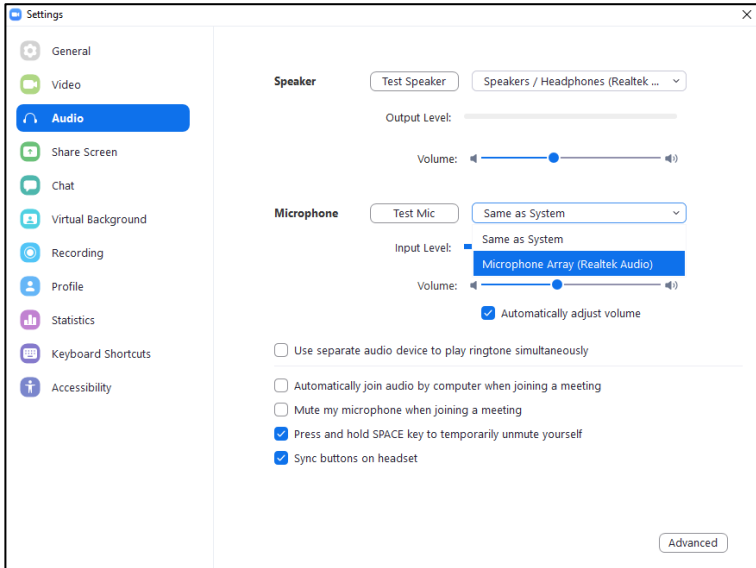 Settings
General
Video
Audio
Share Screen
Chat
Virtual Background
Recording
Profile
Statistics
Keyboard Shortcuts
Accessibility
Speaker Test Speaker Speakers / Headphones (Realtek ...
Output Level:
Volume:
Microphone Test Mic Same as System
Same as System
Input Level:
Microphone Array (Realtek Audio)
Volume:
Automatically adjust volume
Use separate audio device to play ringtone simultaneously
Automatically join audio by computer when joining a meeting
Mute my microphone when joining a meeting
Press and hold SPACE key to temporarily unmute yourself
Sync buttons on headset
Advanced